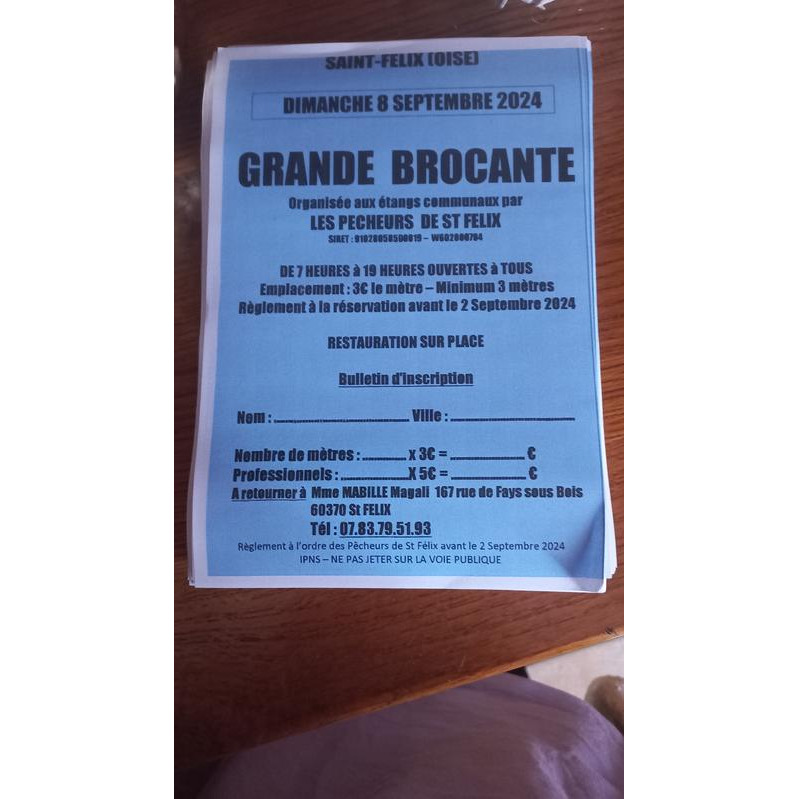 SAINT-FELIX (OISE)
DIMANCHE 8 SEPTEMBRE 2024
GRANDE BROCANTE
Organisée aux étangs communaux par
LES PECHEURS DE ST FELIX
SIRET : – W602000704
DE 7 HEURES à 19 HEURES OUVERTES à TOUS
Emplacement : 3€ le mètre – Minimum 3 mètres
Règlement à la réservation avant le 2 Septembre 2024
RESTAURATION SUR PLACE
Bulletin d'inscription
Nom : ........................................ Ville : ........................................
Nombre de mètres : ............ x 3€ = ...................... €
Professionnels : ....................X 5€ = ...................... €
A retourner à Mme MABILLE Magali 167 rue de Fays sous Bois
60370 St FELIX
Tél : 07.83.79.51.93
Règlement à l'ordre des Pêcheurs de St Félix avant le 2 Septembre 2024
IPNS – NE PAS JETER SUR LA VOIE PUBLIQUE